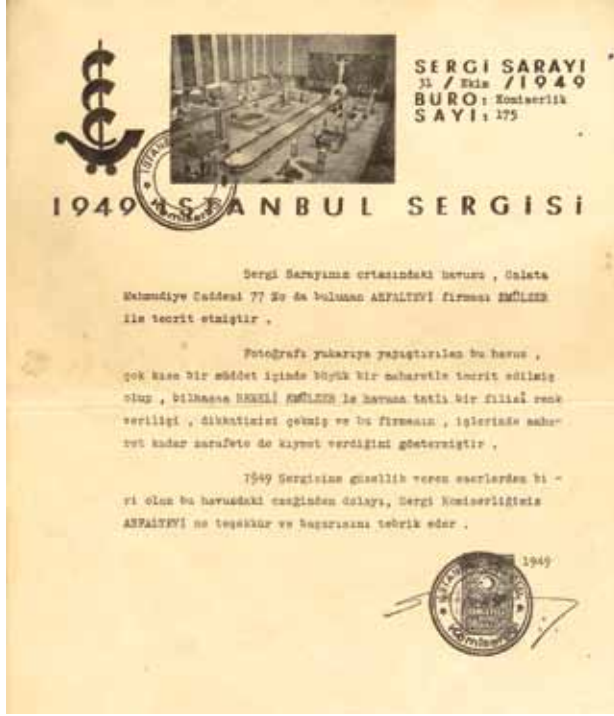 SERGİ SARAYI
31 / Ekim / 1949
BÜRO: Komiserlik
SAYI: 175
1949 İSTANBUL SERGİSİ
Sergi Sarayının ortasındaki havuzu , Galata
Mahmudiye Caddesi 77 No da bulunan ASFALTEVİ firması EMÜLZER
ile tecrit etmiştir .
Fotoğrafı yukarıya yapıştırılan bu havuz ,
çok kısa bir müddet içinde büyük bir maharetle tecrit edilmiş
olup , bilhassa RENKLİ EMÜLZER le havuza tatlı bir filizî renk
verilişi , dikkatimizi çekmiş ve bu firmanın , işlerinde maha-
ret kadar zarafete de kıymet verdiğini göstermiştir .
1949 Sergisine güzellik veren eserlerden bi -
ri olan bu havuzdaki emeğinden dolayı, Sergi Komiserliğimiz
ASFALTEVİ ne teşekkür ve başarısını tebrik eder .
1949
Komiserliği